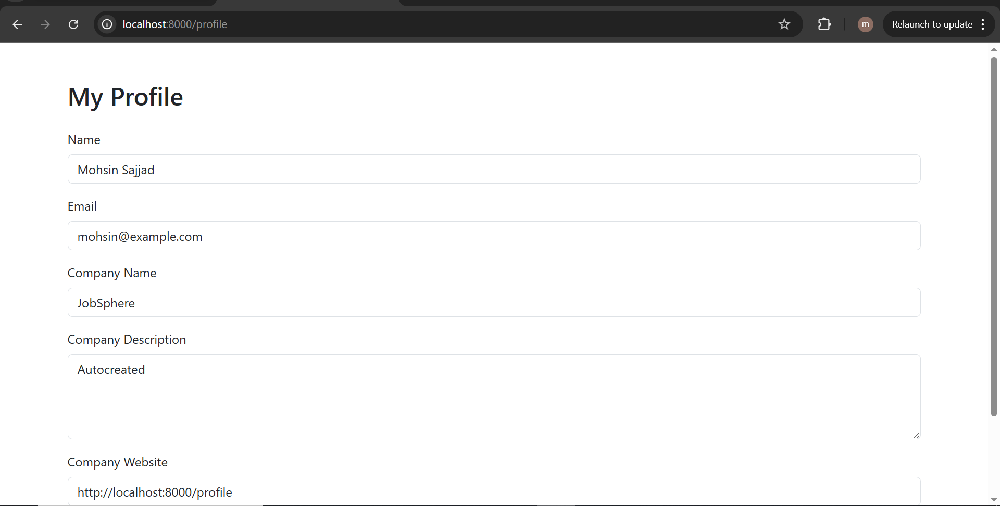 localhost:8000/profile
m
Relaunch to update
My Profile
Name
Mohsin Sajjad
Email
mohsin@example.com
Company Name
JobSphere
Company Description
Autocreated
Company Website
http://localhost:8000/profile